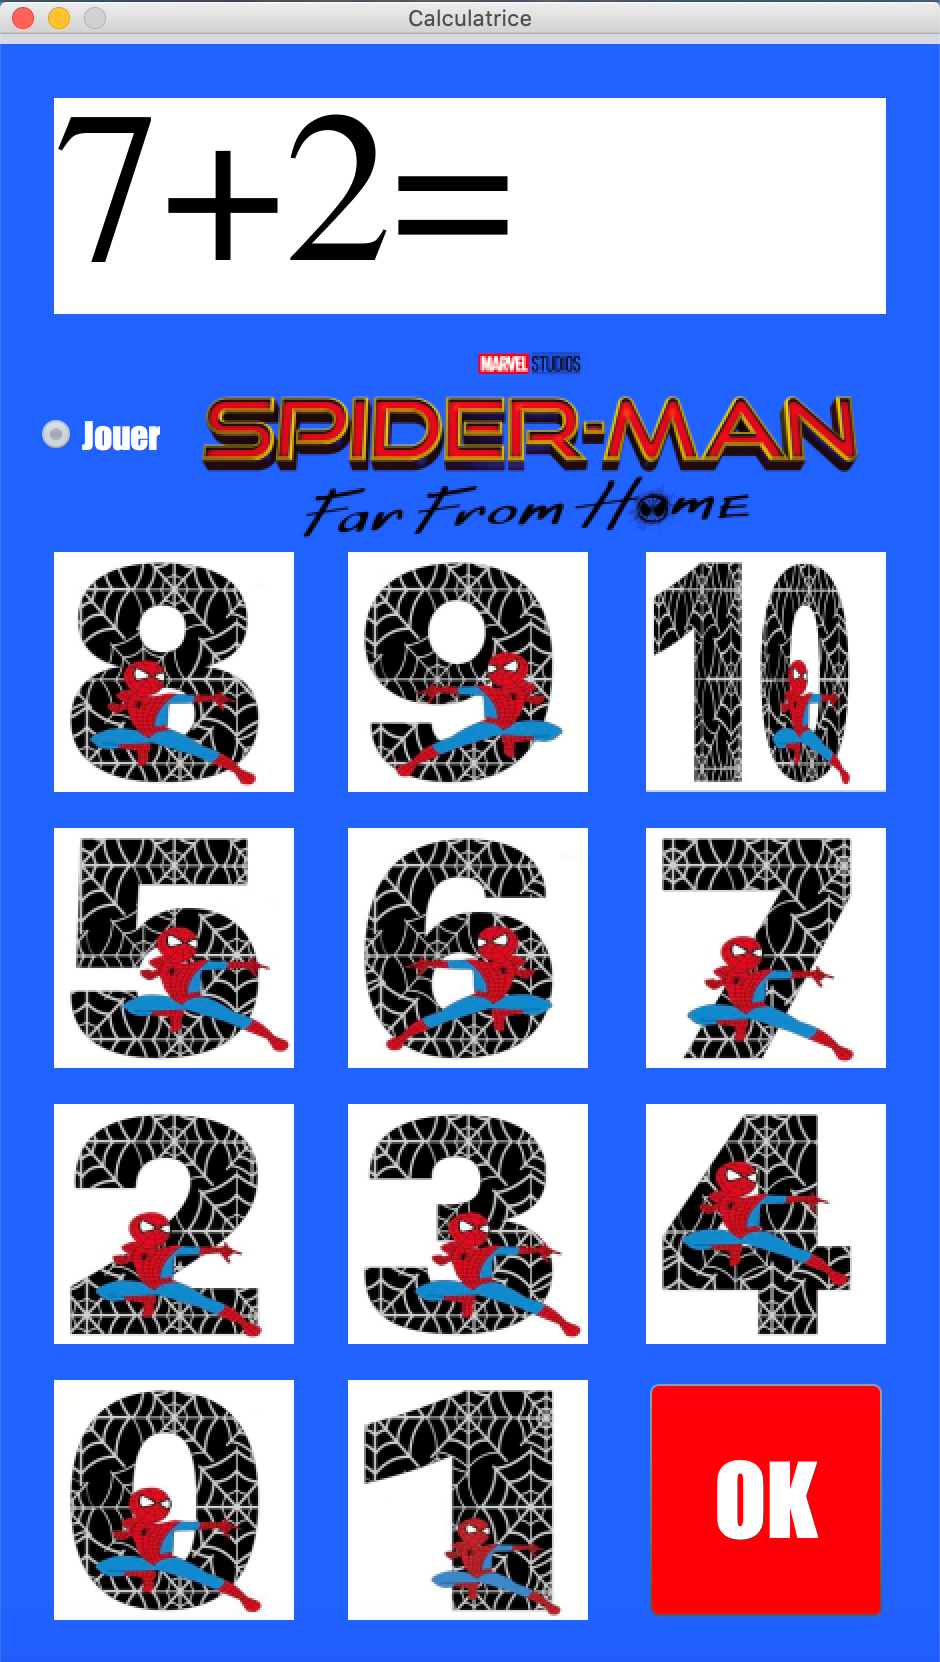 Calculatrice
7+2=
MARVEL STUDIOS
Jouer
SPIDER-MAN
Far From Home
8 9 10
5 6 7
2 3 4
0 1 OK